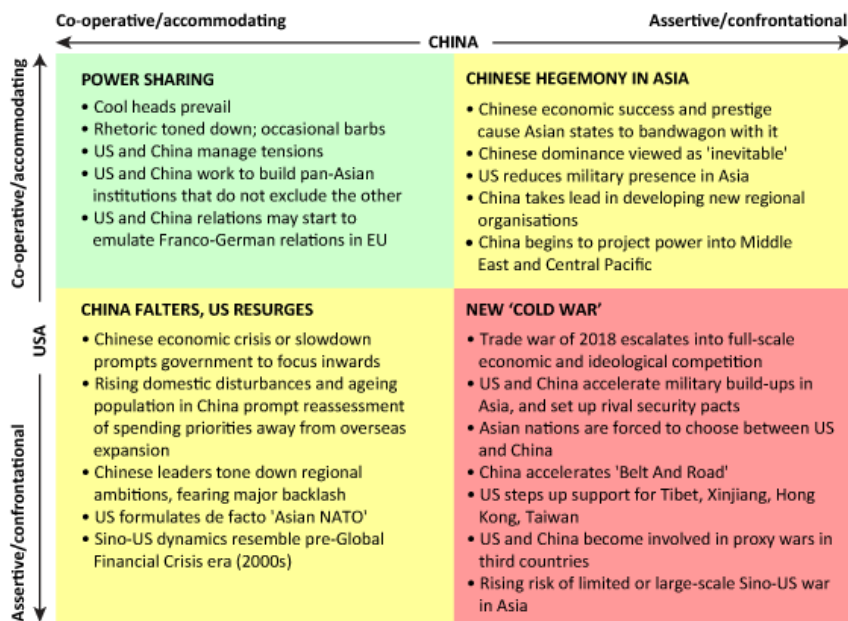 Co-operative/accommodating
Assertive/confrontational
CHINA
Co-operative/accommodating
USA
Assertive/confrontational
POWER SHARING
• Cool heads prevail
• Rhetoric toned down; occasional barbs
• US and China manage tensions
• US and China work to build pan-Asian
institutions that do not exclude the other
• US and China relations may start to
emulate Franco-German relations in EU
CHINESE HEGEMONY IN ASIA
• Chinese economic success and prestige
cause Asian states to bandwagon with it
• Chinese dominance viewed as 'inevitable'
• US reduces military presence in Asia
• China takes lead in developing new regional
organisations
• China begins to project power into Middle
East and Central Pacific
CHINA FALTERS, US RESURGES
• Chinese economic crisis or slowdown
prompts government to focus inwards
• Rising domestic disturbances and ageing
population in China prompt reassessment
of spending priorities away from overseas
expansion
• Chinese leaders tone down regional
ambitions, fearing major backlash
• US formulates de facto 'Asian NATO'
• Sino-US dynamics resemble pre-Global
Financial Crisis era (2000s)
NEW ‘COLD WAR’
• Trade war of 2018 escalates into full-scale
economic and ideological competition
• US and China accelerate military build-ups in
Asia, and set up rival security pacts
• Asian nations are forced to choose between US
and China
• China accelerates 'Belt And Road'
• US steps up support for Tibet, Xinjiang, Hong
Kong, Taiwan
• US and China become involved in proxy wars in
third countries
• Rising risk of limited or large-scale Sino-US war
in Asia